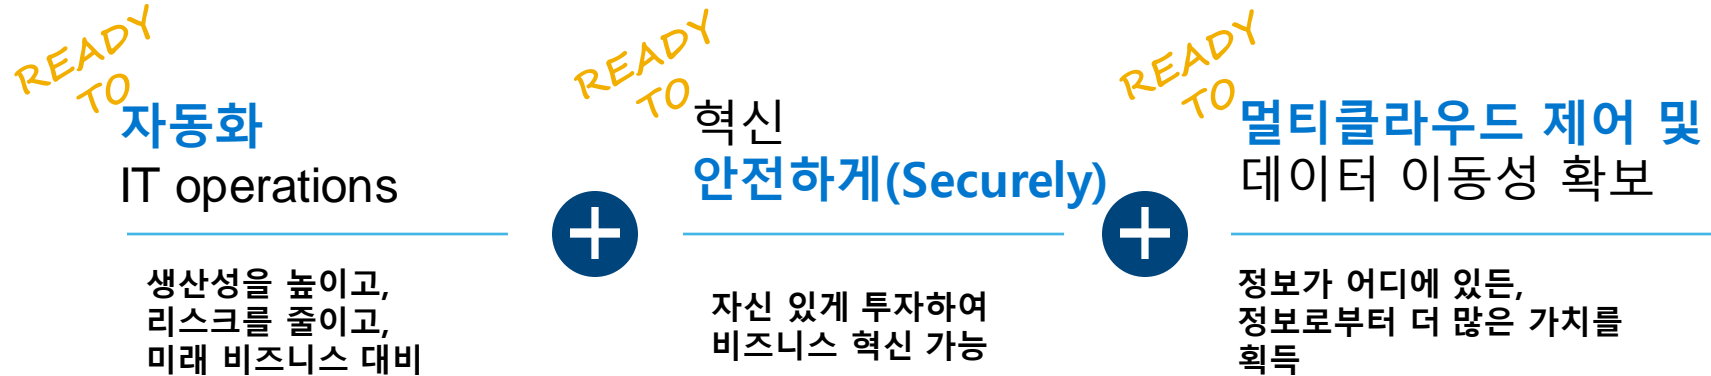 READY
TO
자동화
IT operations
생산성을 높이고,
리스크를 줄이고,
미래 비즈니스 대비
READY
TO
혁신
안전하게(Securely)
자신 있게 투자하여
비즈니스 혁신 가능
READY
TO
멀티클라우드 제어 및
데이터 이동성 확보
정보가 어디에 있든,
정보로부터 더 많은 가치를
획득